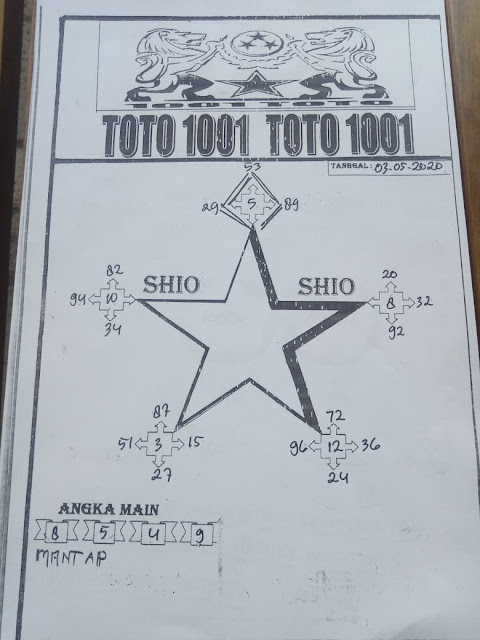 1001 TOTO
TOTO 1001 TOTO 1001
TANGGAL: 03-05-2020
53
29 5 89
SHIO SHIO
82
94 10
34
20
8 32
92
87
51 3 15
27
72
96 12 36
24
ANGKA MAIN
8 5 4 9
MANTAP